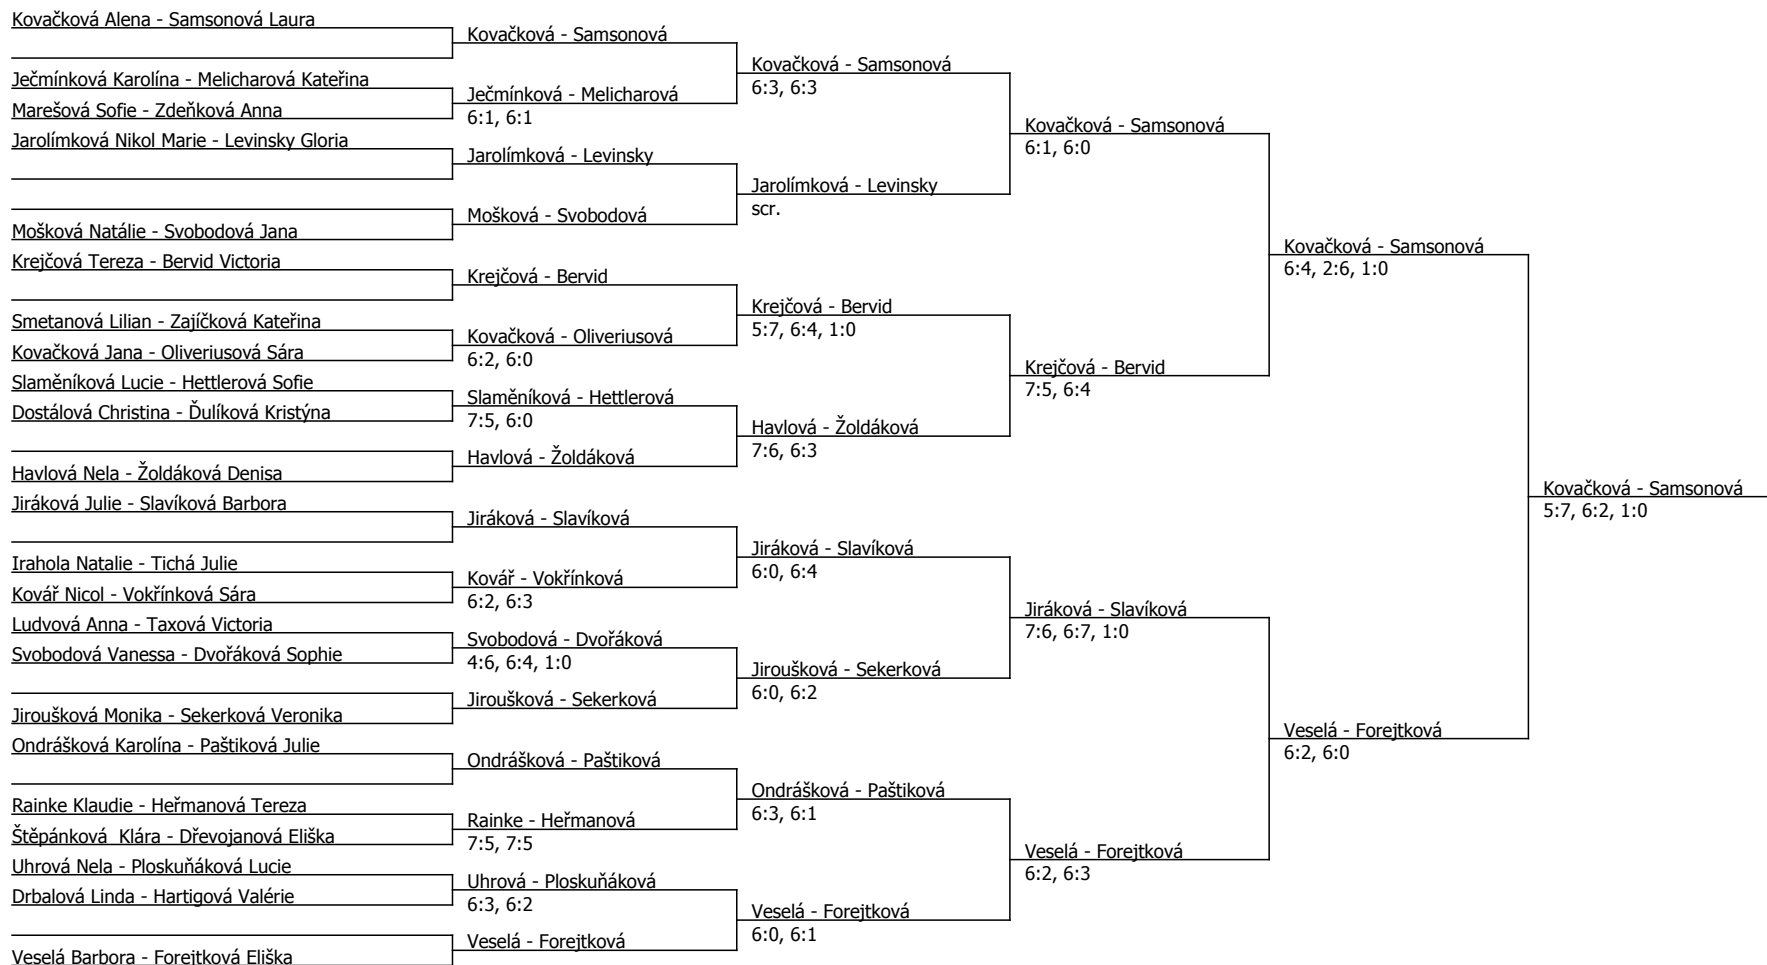 Kovačková Alena - Samsonová Laura
Ječmínková Karolína - Melicharová Kateřina
Marešová Sofie - Zdeňková Anna
Jarolímková Nikol Marie - Levinsky Gloria
Mošková Natálie - Svobodová Jana
Krejčová Tereza - Bervid Victoria
Smetanová Lilian - Zajíčková Kateřina
Kovačková Jana - Oliveriusová Sára
Slaměníková Lucie - Hettlerová Sofie
Dostálová Christina - Ďulíková Kristýna
Havlová Nela - Žoldáková Denisa
Jiráková Julie - Slavíková Barbora
Irahola Natalie - Tichá Julie
Kovář Nicol - Vokřínková Sára
Ludvová Anna - Taxová Victoria
Svobodová Vanessa - Dvořáková Sophie
Jiroušková Monika - Sekerková Veronika
Ondrášková Karolína - Paštiková Julie
Rainke Klaudie - Heřmanová Tereza
Štěpánková  Klára - Dřevojanová Eliška
Uhrová Nela - Ploskuňáková Lucie
Drbalová Linda - Hartigová Valérie
Veselá Barbora - Forejtková Eliška
Kovačková - Samsonová
Ječmínková - Melicharová
6:1, 6:1
Jarolímková - Levinsky
Mošková - Svobodová
Krejčová - Bervid
Kovačková - Oliveriusová
6:2, 6:0
Slaměníková - Hettlerová
7:5, 6:0
Havlová - Žoldáková
Jiráková - Slavíková
Kovář - Vokřínková
6:2, 6:3
Svobodová - Dvořáková
4:6, 6:4, 1:0
Jiroušková - Sekerková
Ondrášková - Paštiková
Rainke - Heřmanová
7:5, 7:5
Uhrová - Ploskuňáková
6:3, 6:2
Veselá - Forejtková
Kovačková - Samsonová
6:3, 6:3
Jarolímková - Levinsky
scr.
Krejčová - Bervid
5:7, 6:4, 1:0
Havlová - Žoldáková
7:6, 6:3
Jiráková - Slavíková
6:0, 6:4
Jiroušková - Sekerková
6:0, 6:2
Ondrášková - Paštiková
6:3, 6:1
Veselá - Forejtková
6:0, 6:1
Kovačková - Samsonová
6:1, 6:0
Krejčová - Bervid
7:5, 6:4
Jiráková - Slavíková
7:6, 6:7, 1:0
Veselá - Forejtková
6:2, 6:3
Kovačková - Samsonová
6:4, 2:6, 1:0
Veselá - Forejtková
6:2, 6:0
Kovačková - Samsonová
5:7, 6:2, 1:0